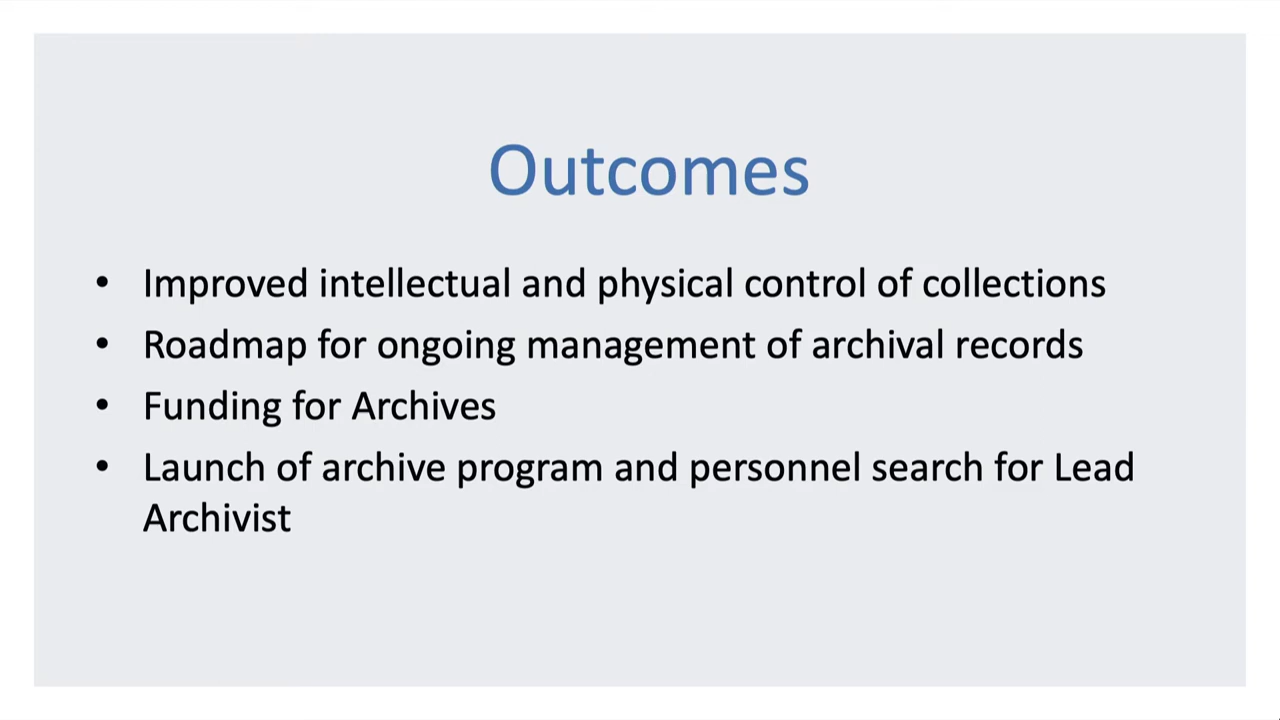 Outcomes
• Improved intellectual and physical control of collections
• Roadmap for ongoing management of archival records
• Funding for Archives
• Launch of archive program and personnel search for Lead
Archivist